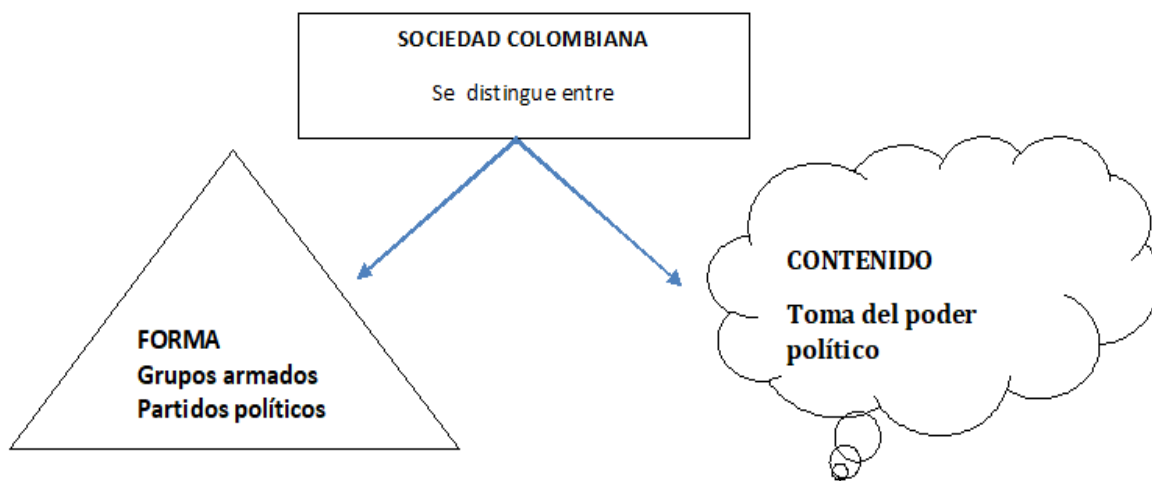 SOCIEDAD COLOMBIANA
Se distingue entre
FORMA
Grupos armados
Partidos políticos
CONTENIDO
Toma del poder
político